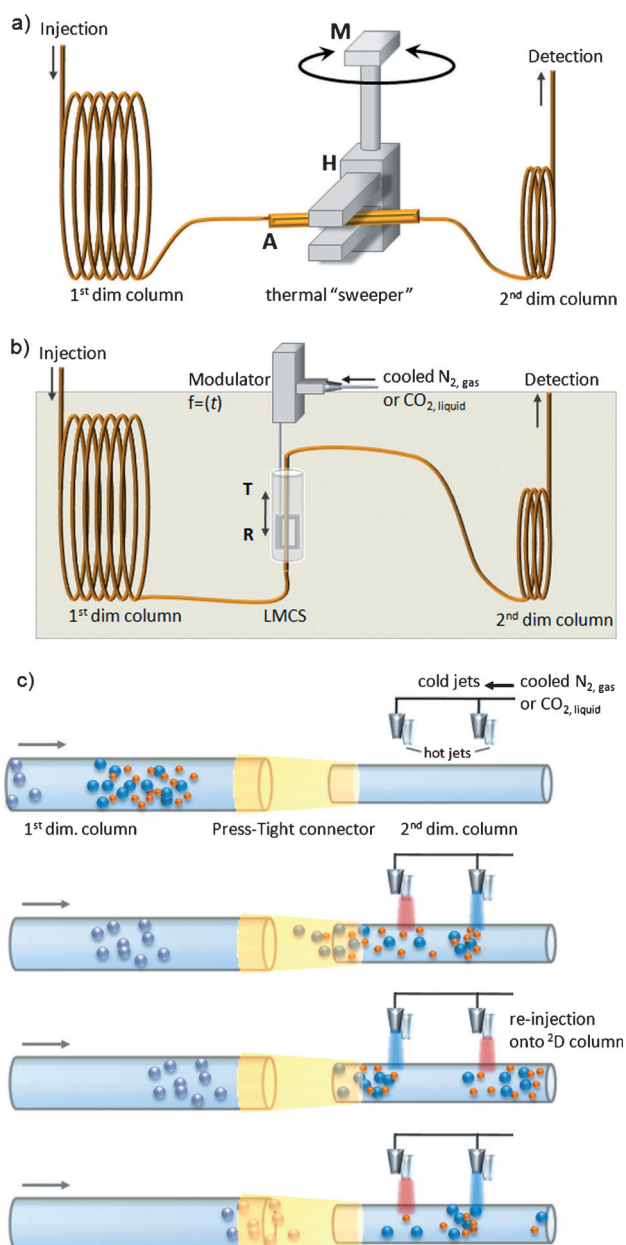 a)
Injection
M
Detection
H
A
1st dim column
thermal “sweeper”
2nd dim column
b)
Injection
Modulator
f=(t)
cooled N2, gas
or CO2, liquid
Detection
T
R
1st dim column
LMCS
2nd dim column
c)
cold jets
cooled N2, gas
or CO2, liquid
hot jets
1st dim. column
Press-Tight connector
2nd dim. column
re-injection
onto 2D column